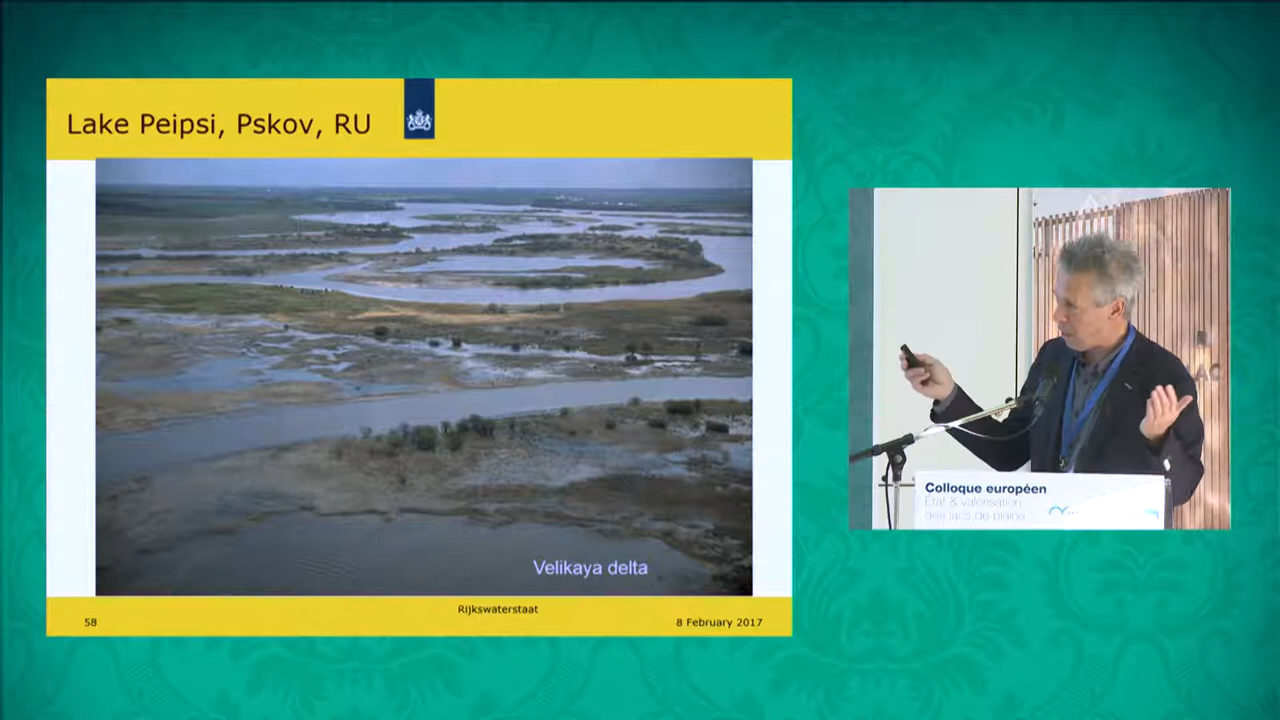 Lake Peipsi, Pskov, RU
Velikaya delta
Rijkswaterstaat
58
8 February 2017
Colloque européen
État & valorisation
des lacs de plaine